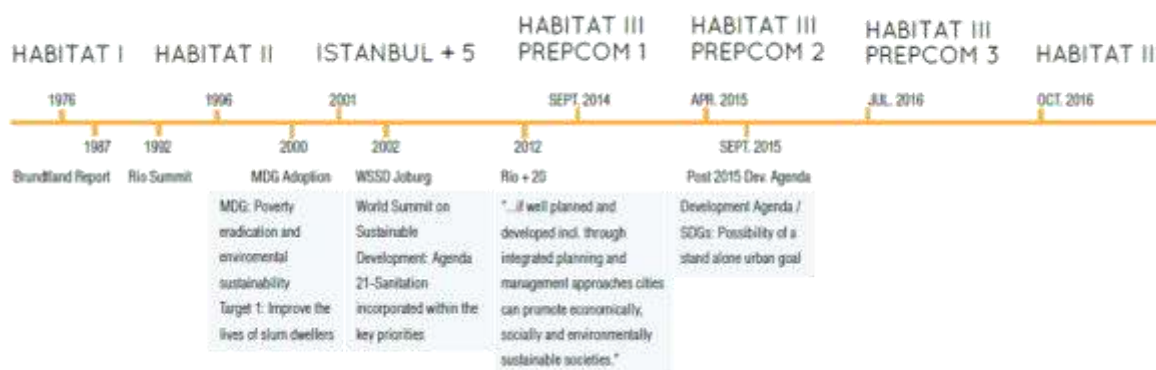 HABITAT I
HABITAT II
ISTANBUL + 5
HABITAT III
PREPCOM 1
HABITAT III
PREPCOM 2
HABITAT III
PREPCOM 3
HABITAT II
1976
1996
2001
SEPT. 2014
APR. 2015
JUL. 2016
OCT. 2016
1987
1992
2000
2002
2012
SEPT. 2015
Brundtland Report
Rio Summit
MDG Adoption
WSSD Joburg
Rio + 20
Post 2015 Dev. Agenda
MDG: Poverty
eradication and
enviromental
sustainability
Target 1: Improve the
lives of slum dwellers
World Summit on
Sustainable
Development: Agenda
21-Sanitation
incorporated within the
key priorities
"...if well planned and
developed incl. through
integrated planning and
management approaches cities
can promote economically,
socially and environmentally
sustainable societies."
Development Agenda /
SDGs: Possibility of a
stand alone urban goal